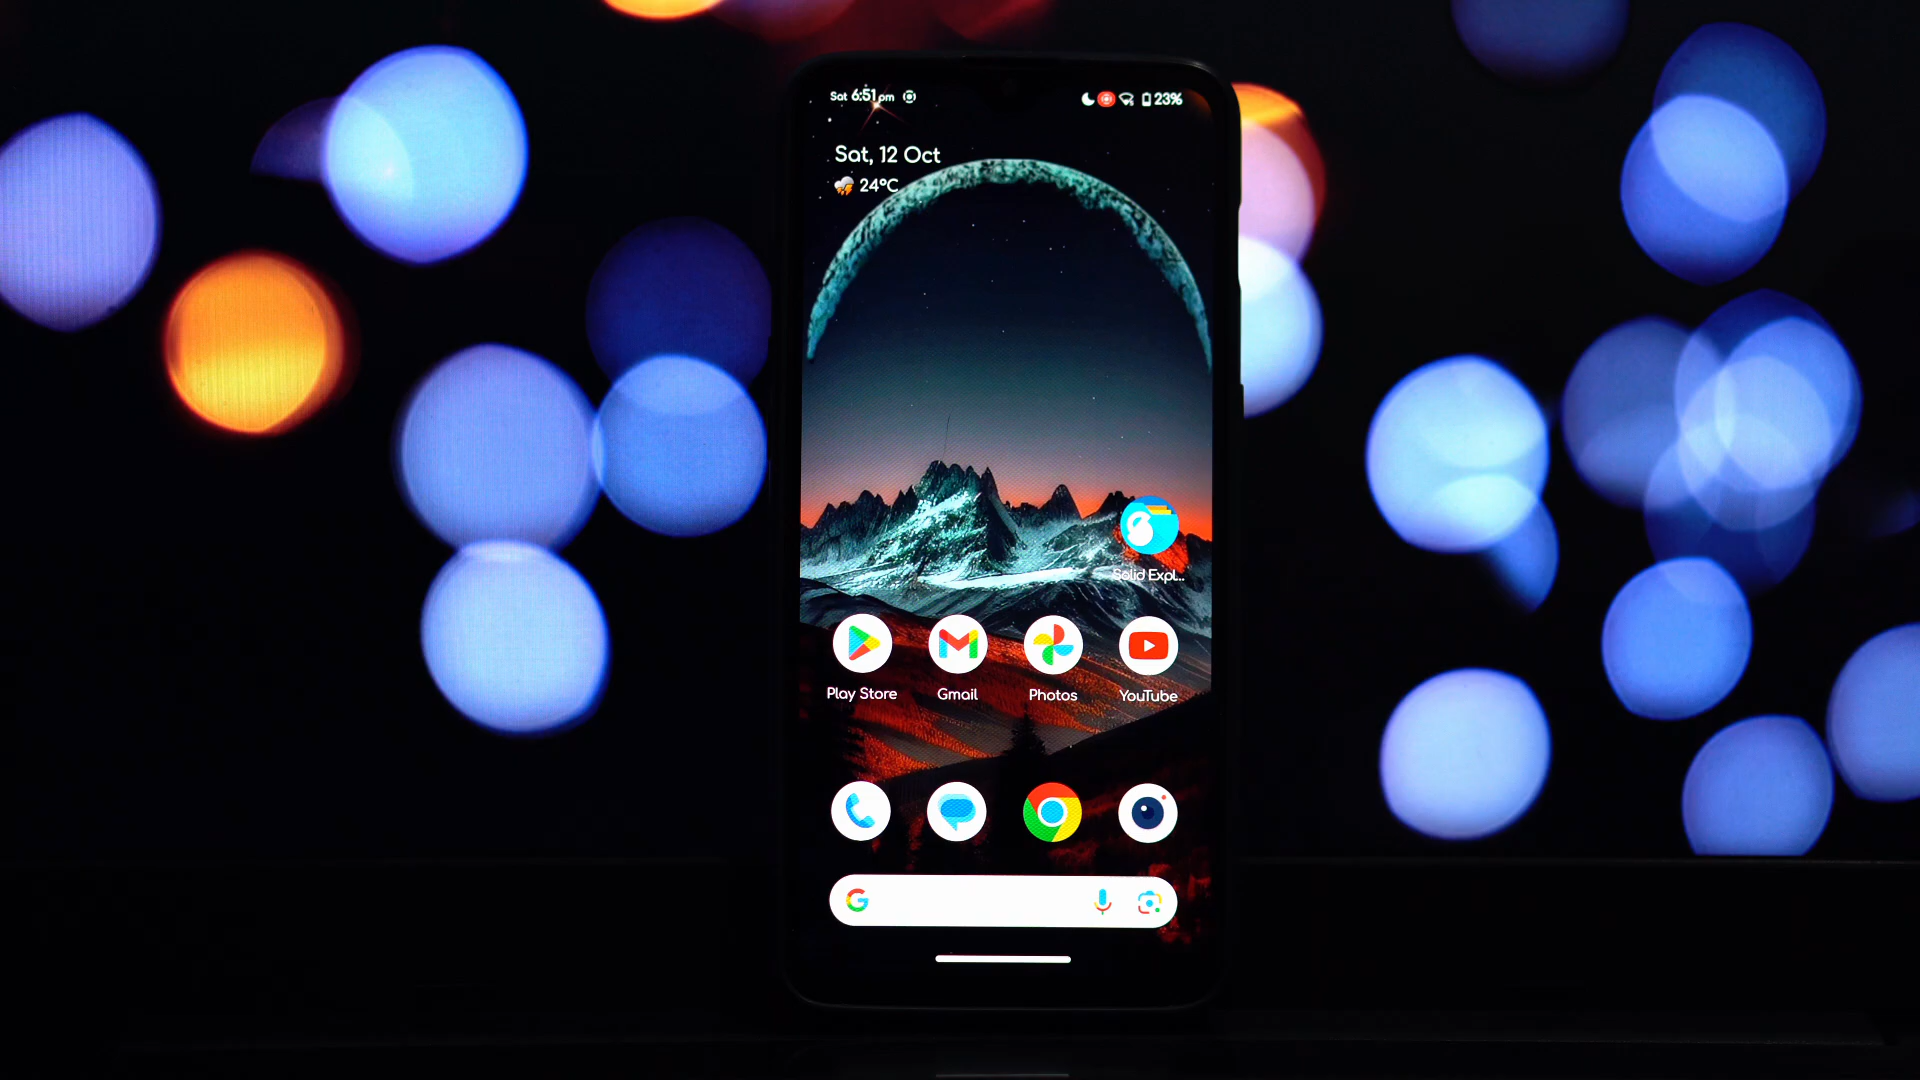 Sat 6:51 pm 23%
Sat, 12 Oct
24°C
Solid Expl...
Play Store Gmail Photos YouTube